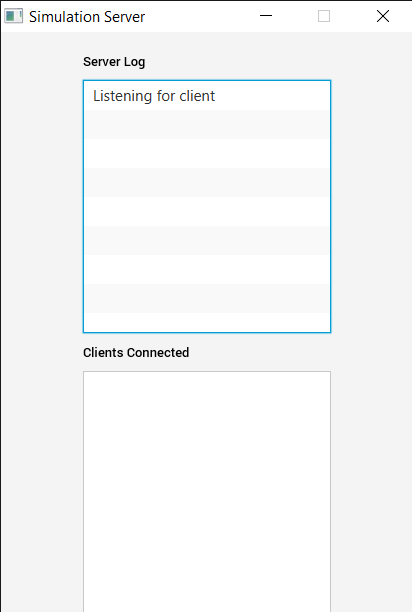 Simulation Server
Server Log
Listening for client
Clients Connected